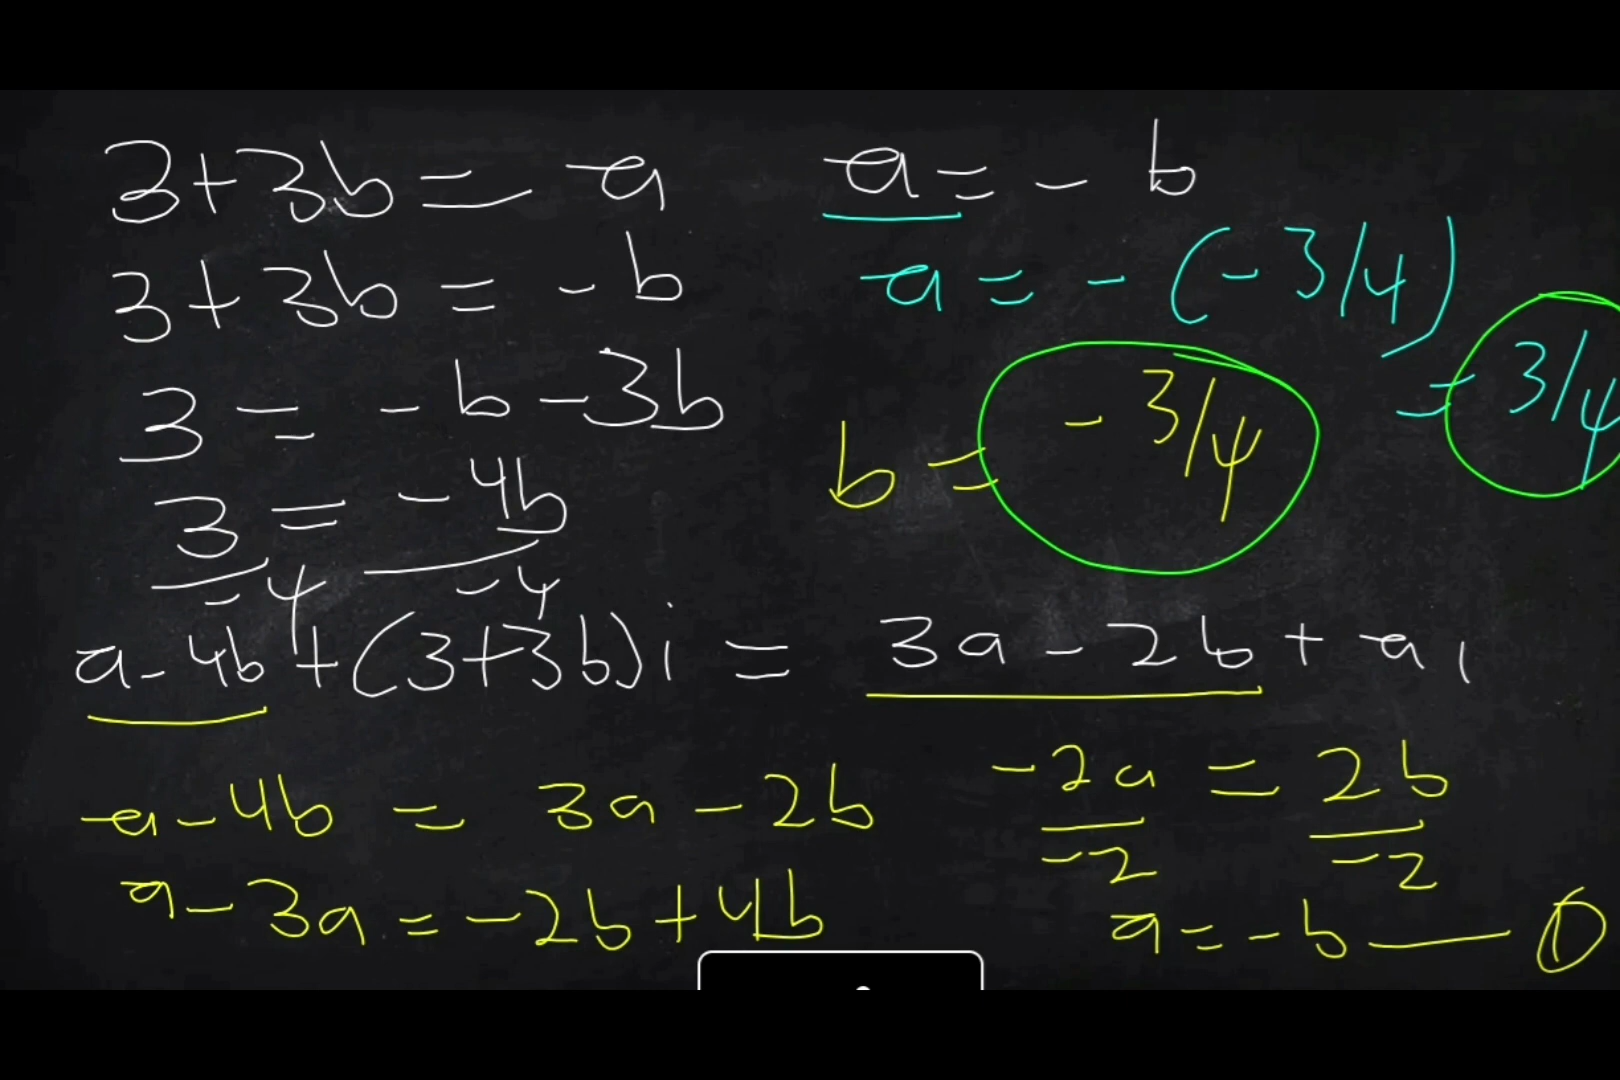 3+3b = a
3+3b = -b
3 = -b-3b
3 = -4b
-4 -4
a = -b
a = -(-3/4)
= 3/4
b = -3/4
a-4b+(3+3b)i = 3a-2b+ai
a-4b = 3a-2b
a-3a = -2b+4b
-2a = 2b
-2 -2
a=-b — ①